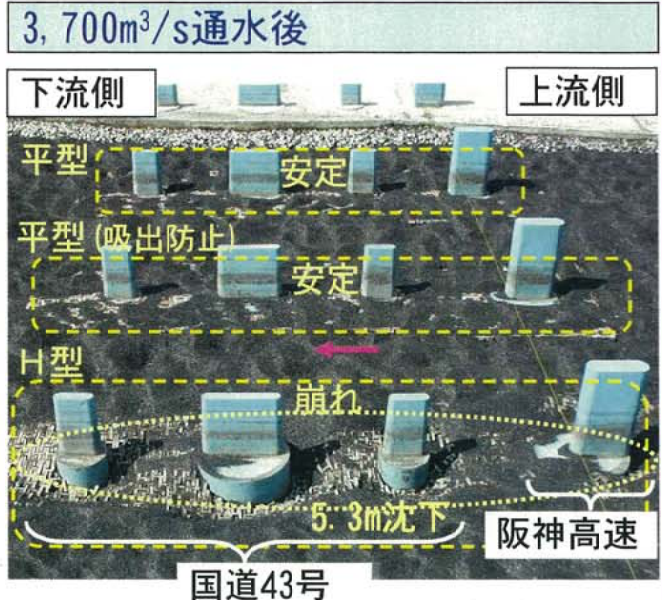 3,700m³/s通水後
下流側
上流側
平型
安定
平型(吸出防止)
安定
H型
崩れ
5.3m沈下
阪神高速
国道43号